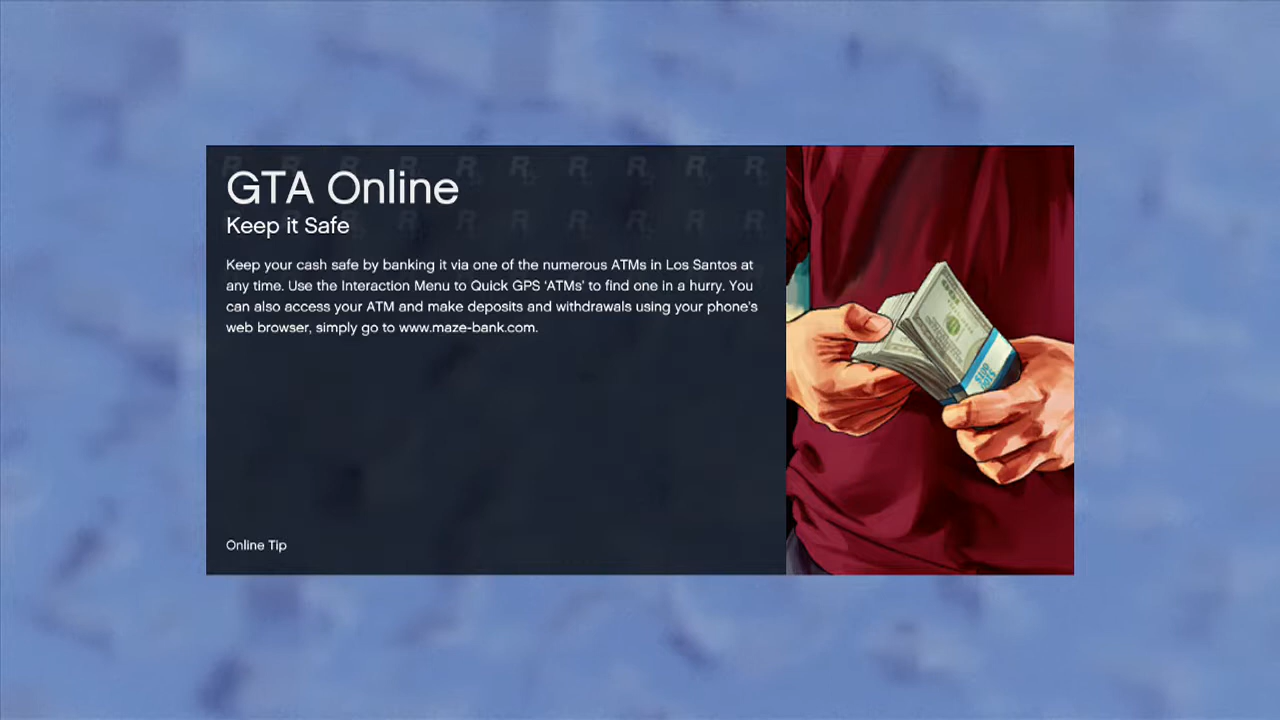 GTA Online
Keep it Safe
Keep your cash safe by banking it via one of the numerous ATMs in Los Santos at
any time. Use the Interaction Menu to Quick GPS ‘ATMs’ to find one in a hurry. You
can also access your ATM and make deposits and withdrawals using your phone’s
web browser, simply go to www.maze-bank.com.
Online Tip